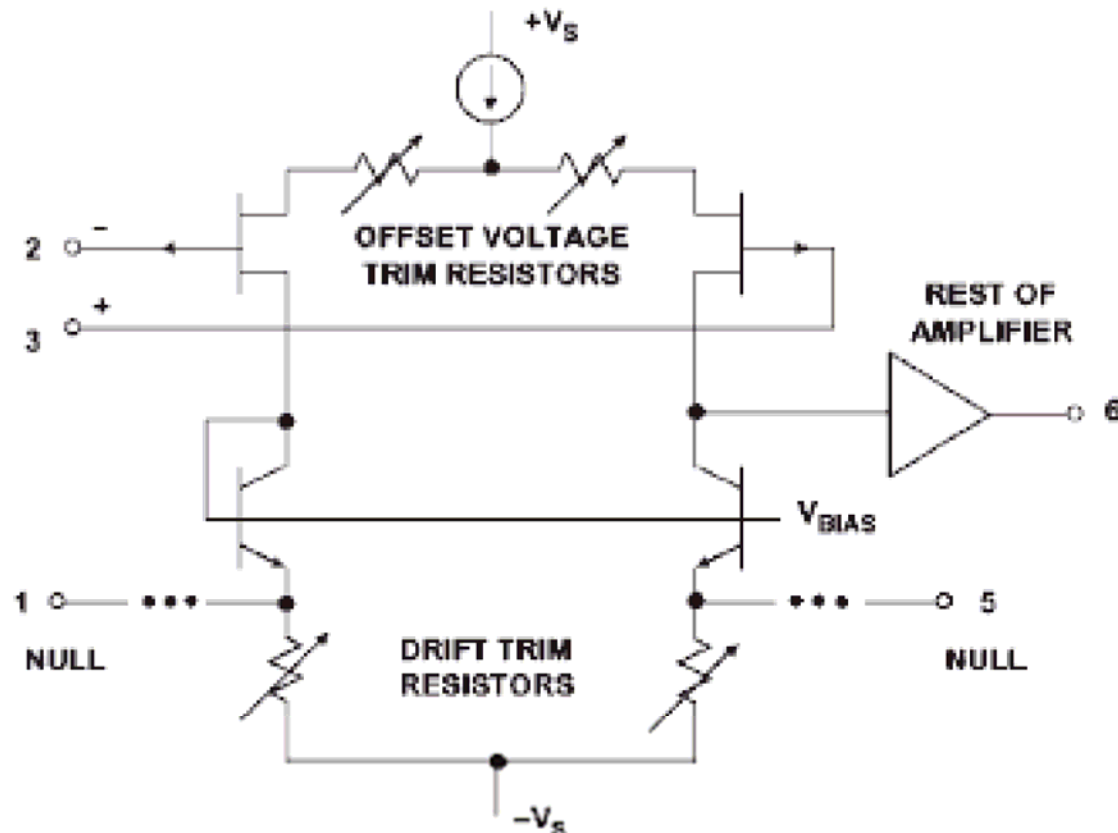 +VS
2 -
OFFSET VOLTAGE
TRIM RESISTORS
3 +
REST OF
AMPLIFIER
6
VBIAS
1
5
NULL
DRIFT TRIM
RESISTORS
NULL
–VS